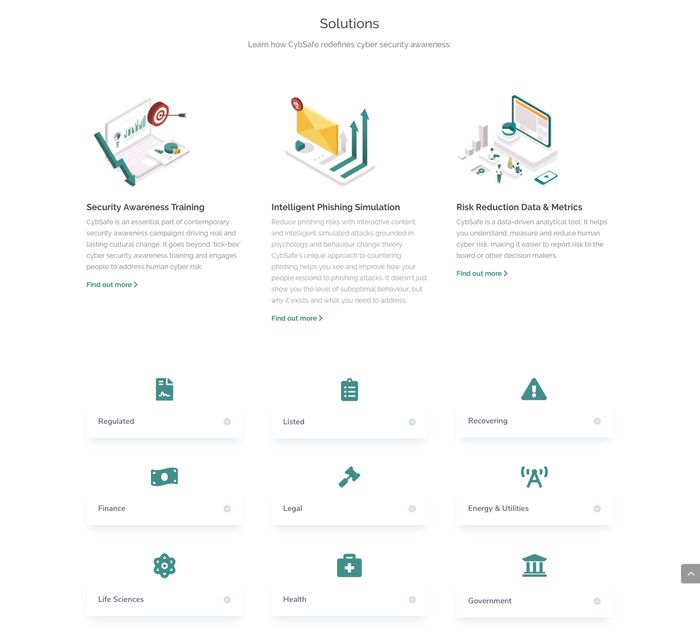 Solutions
Learn how CybSafe redefines cyber security awareness:
Security Awareness Training
CybSafe is an essential part of contemporary
security awareness campaigns driving real and
lasting cultural change. It goes beyond 'tick-box'
cyber security awareness training and engages
people to address human cyber risk.
Find out more
Intelligent Phishing Simulation
Reduce phishing risks with interactive content
and intelligent simulated attacks grounded in
psychology and behaviour change theory.
CybSafe's unique approach to countering
phishing helps you see and improve how your
people respond to phishing attacks. It doesn't just
show you the level of suboptimal behaviour; but
why it exists and what you need to address.
Find out more
Risk Reduction Data & Metrics
CybSafe is a data-driven analytical tool. It helps
you understand, measure and reduce human
cyber risk, making it easier to report risk to the
board or other decision makers.
Find out more
Regulated
Listed
Recovering
Finance
Legal
Energy & Utilities
Life Sciences
Health
Government